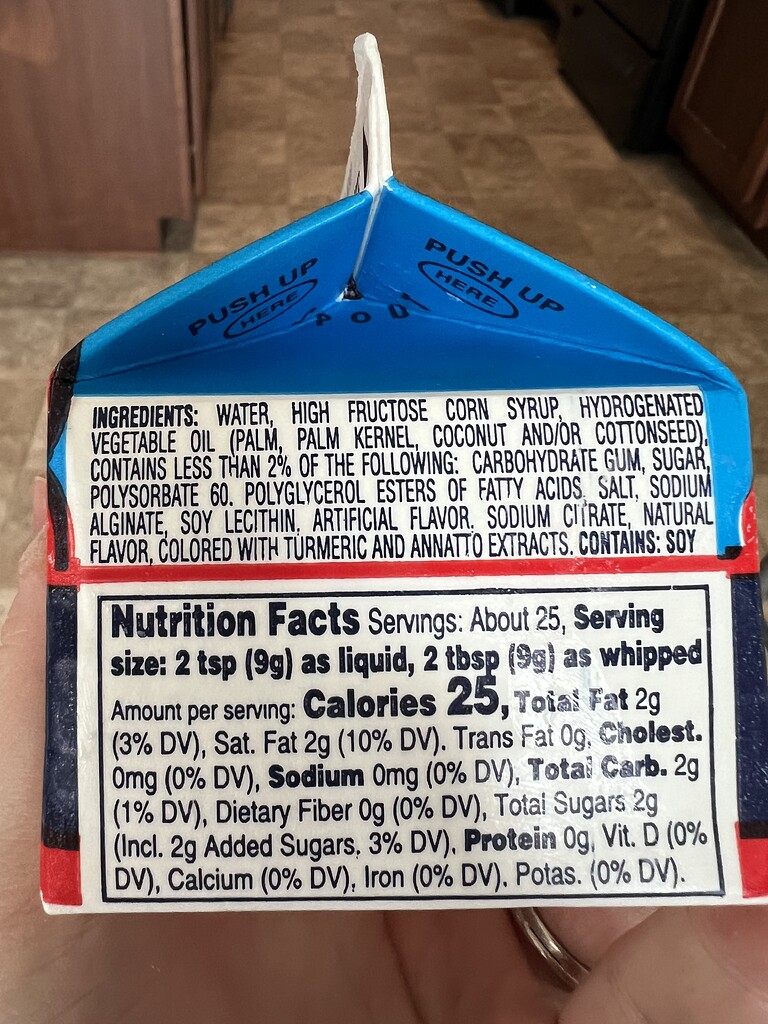 PUSH UP
HERE
PUSH UP
HERE
INGREDIENTS: WATER, HIGH FRUCTOSE CORN SYRUP, HYDROGENATED
VEGETABLE OIL (PALM, PALM KERNEL, COCONUT AND/OR COTTONSEED).
CONTAINS LESS THAN 2% OF THE FOLLOWING: CARBOHYDRATE GUM, SUGAR,
POLYSORBATE 60, POLYGLYCEROL ESTERS OF FATTY ACIDS, SALT, SODIUM
ALGINATE, SOY LECITHIN, ARTIFICIAL FLAVOR, SODIUM CITRATE, NATURAL
FLAVOR, COLORED WITH TURMERIC AND ANNATTO EXTRACTS. CONTAINS: SOY
Nutrition Facts Servings: About 25, Serving
size: 2 tsp (9g) as liquid, 2 tbsp (9g) as whipped
Amount per serving: Calories 25, Total Fat 2g
(3% DV), Sat. Fat 2g (10% DV), Trans Fat 0g, Cholest.
0mg (0% DV), Sodium 0mg (0% DV), Total Carb. 2g
(1% DV), Dietary Fiber 0g (0% DV), Total Sugars 2g
(Incl. 2g Added Sugars, 3% DV), Protein 0g, Vit. D (0%
DV), Calcium (0% DV), Iron (0% DV), Potas. (0% DV).